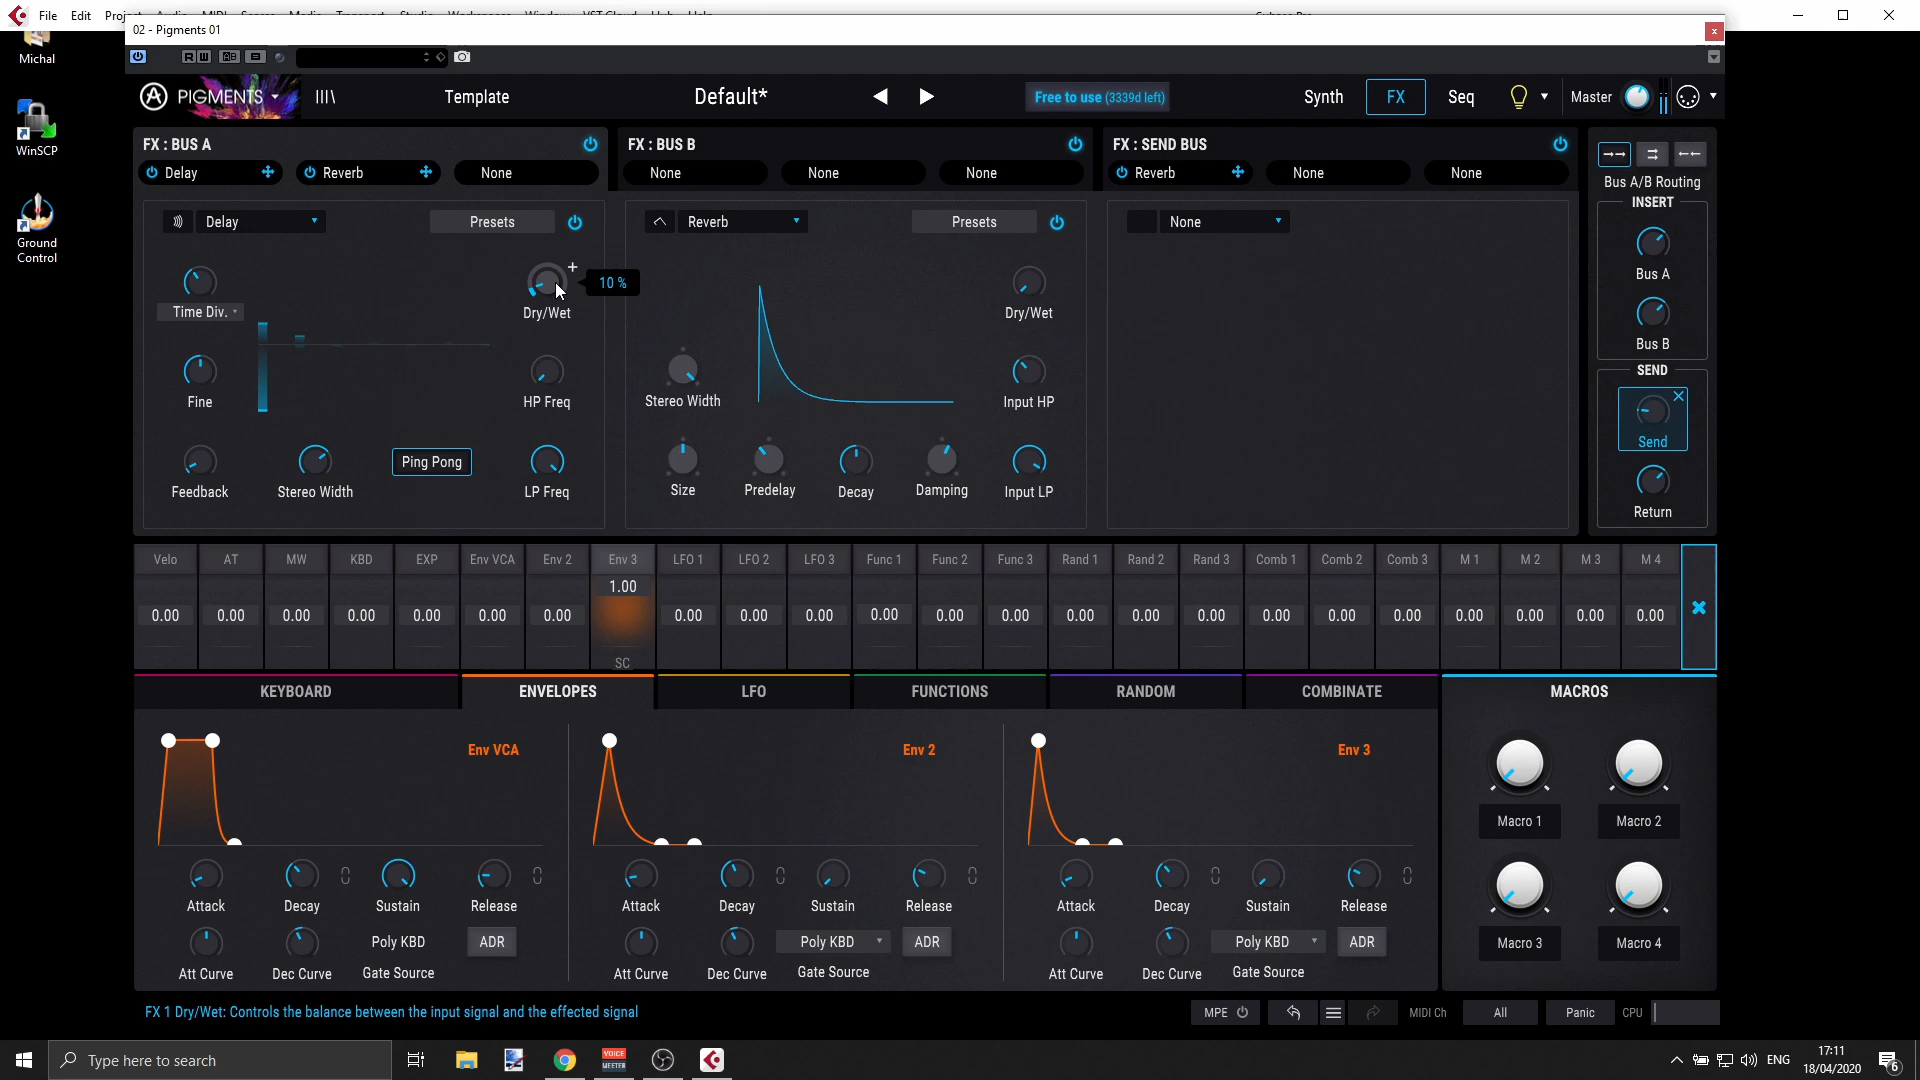 File Edit
02 - Pigments 01
Michal
WinSCP
Ground
Control
PIGMENTS Template Default* Free to use (3339d left) Synth FX Seq Master
FX : BUS A FX : BUS B FX : SEND BUS
Delay Reverb None None None None Reverb None None
Bus A/B Routing
Delay Presets Reverb Presets None
INSERT
Bus A
Bus B
SEND
Send
Return
10 %
Time Div. Dry/Wet Dry/Wet
Fine HP Freq Stereo Width Input HP
Ping Pong
Feedback Stereo Width LP Freq Size Predelay Decay Damping Input LP
Velo AT MW KBD EXP Env VCA Env 2 Env 3 LFO 1 LFO 2 LFO 3 Func 1 Func 2 Func 3 Rand 1 Rand 2 Rand 3 Comb 1 Comb 2 Comb 3 M 1 M 2 M 3 M 4
1.00
0.00 0.00 0.00 0.00 0.00 0.00 0.00 0.00 0.00 0.00 0.00 0.00 0.00 0.00 0.00 0.00 0.00 0.00 0.00 0.00 0.00 0.00 0.00
SC
KEYBOARD ENVELOPES LFO FUNCTIONS RANDOM COMBINATE MACROS
Env VCA Env 2 Env 3
Macro 1 Macro 2
Attack Decay Sustain Release Attack Decay Sustain Release Attack Decay Sustain Release
Poly KBD ADR Poly KBD ADR Poly KBD ADR
Macro 3 Macro 4
Att Curve Dec Curve Gate Source Att Curve Dec Curve Gate Source Att Curve Dec Curve Gate Source
FX 1 Dry/Wet: Controls the balance between the input signal and the effected signal
MPE MIDI Ch All Panic CPU
Type here to search
VOICE
MEETER
ENG
17:11
18/04/2020
6